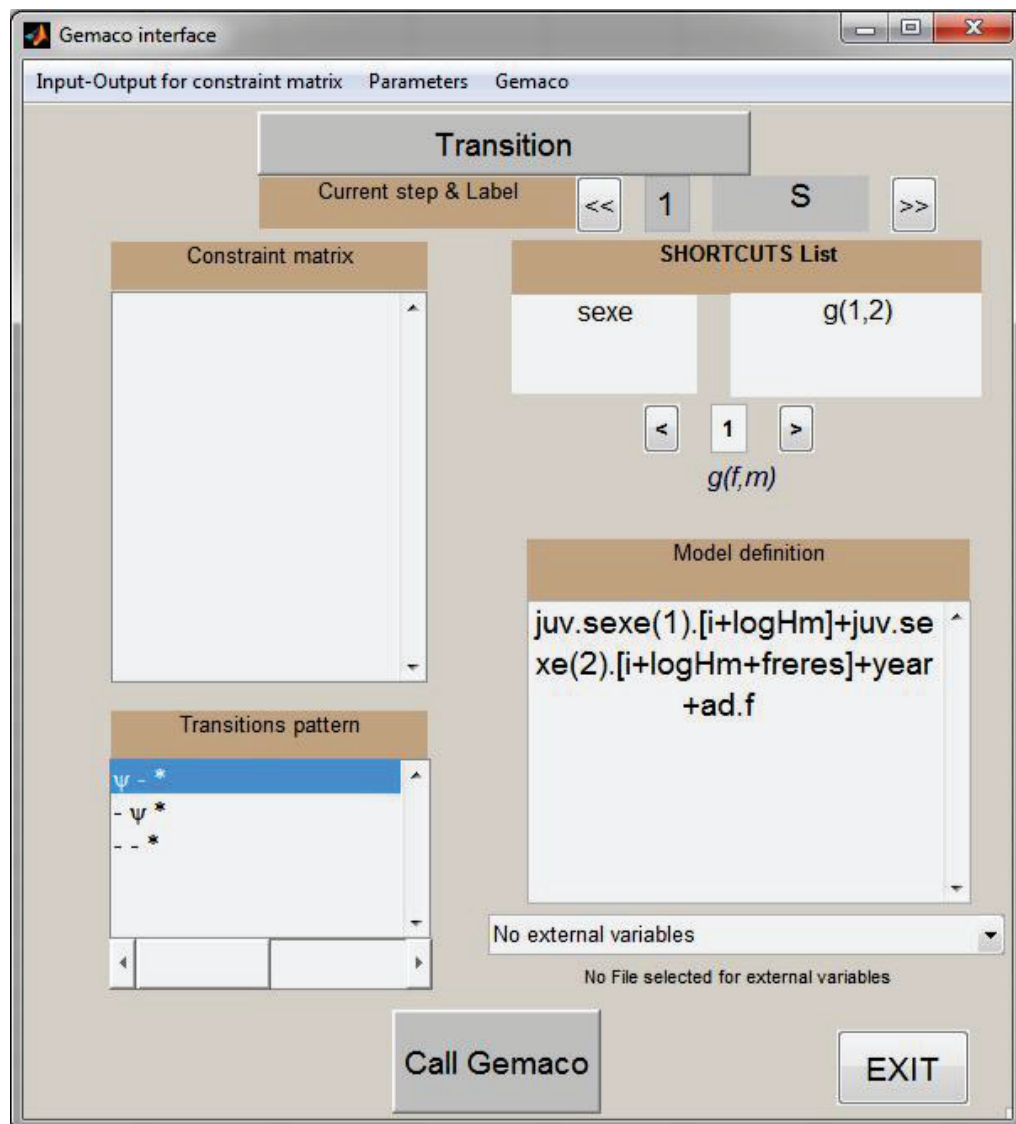 Gemaco interface
Input-Output for constraint matrix Parameters Gemaco
Transition
Current step & Label << 1 S >>
Constraint matrix
SHORTCUTS List
sexe g(1,2)
< 1 >
g(f,m)
Model definition
juv.sexe(1).[i+logHm]+juv.se
xe(2).[i+logHm+freres]+year
+ad.f
Transitions pattern
ψ - *
- ψ *
- - *
No external variables
No File selected for external variables
Call Gemaco
EXIT